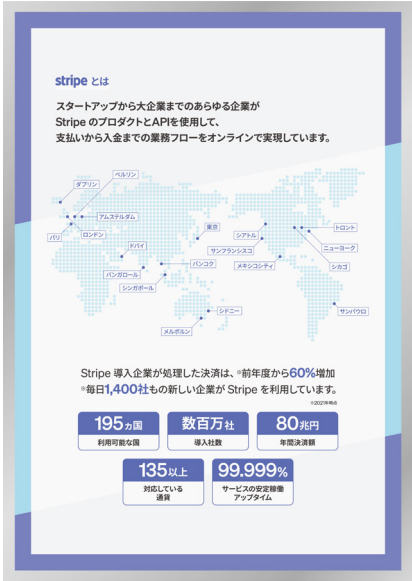 stripe とは
スタートアップから大企業までのあらゆる企業が
Stripe のプロダクトとAPIを使用して、
支払いから入金までの業務フローをオンラインで実現しています。
ベルリン
ダブリン
アムステルダム
パリ
ロンドン
東京
シアトル
トロント
ドバイ
サンフランシスコ
ニューヨーク
バンガロール
バンコク
メキシコシティ
シカゴ
シンガポール
シドニー
サンパウロ
メルボルン
Stripe 導入企業が処理した決済は、※前年度から60%増加
※毎日1,400社もの新しい企業が Stripe を利用しています。
※2021年時点
195ヵ国
利用可能な国
数百万社
導入社数
80兆円
年間決済額
135以上
対応している
通貨
99.999%
サービスの安定稼働
アップタイム